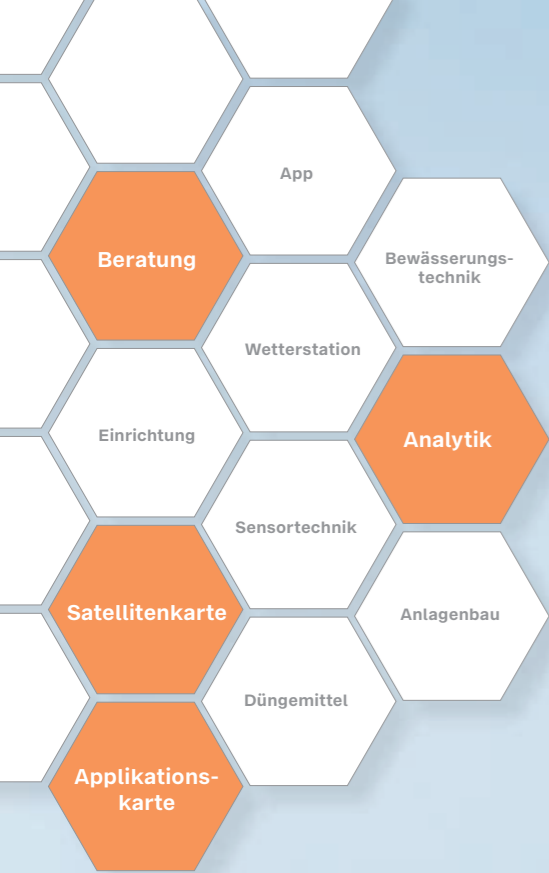 App
Beratung
Bewässerungs-
technik
Wetterstation
Einrichtung
Analytik
Sensortechnik
Satellitenkarte
Anlagenbau
Düngemittel
Applikations-
karte